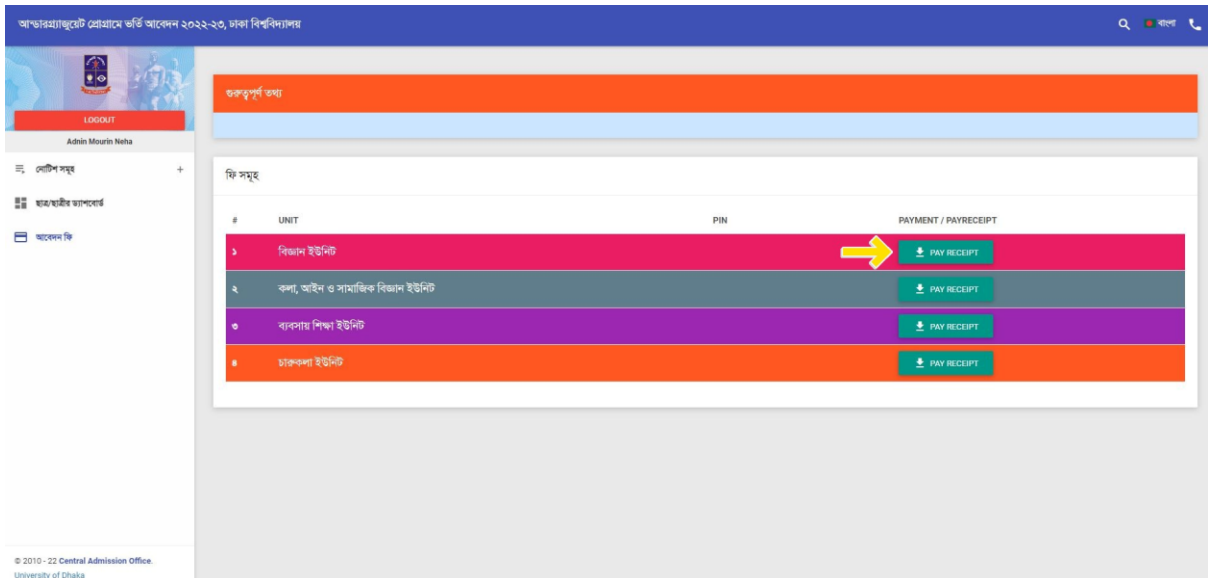 আন্ডারগ্র্যাজুয়েট প্রোগ্রামে ভর্তি আবেদন ২০২২-২৩, ঢাকা বিশ্ববিদ্যালয়
বাংলা
LOGOUT
Adnin Mourin Neha
নোটিশ সমূহ +
ছাত্র/ছাত্রীর ড্যাশবোর্ড
আবেদন ফি
গুরুত্বপূর্ণ তথ্য
ফি সমূহ
# UNIT PIN PAYMENT / PAYRECEIPT
১ বিজ্ঞান ইউনিট PAY RECEIPT
২ কলা, আইন ও সামাজিক বিজ্ঞান ইউনিট PAY RECEIPT
৩ ব্যবসায় শিক্ষা ইউনিট PAY RECEIPT
৪ চারুকলা ইউনিট PAY RECEIPT
© 2010 - 22 Central Admission Office.
University of Dhaka